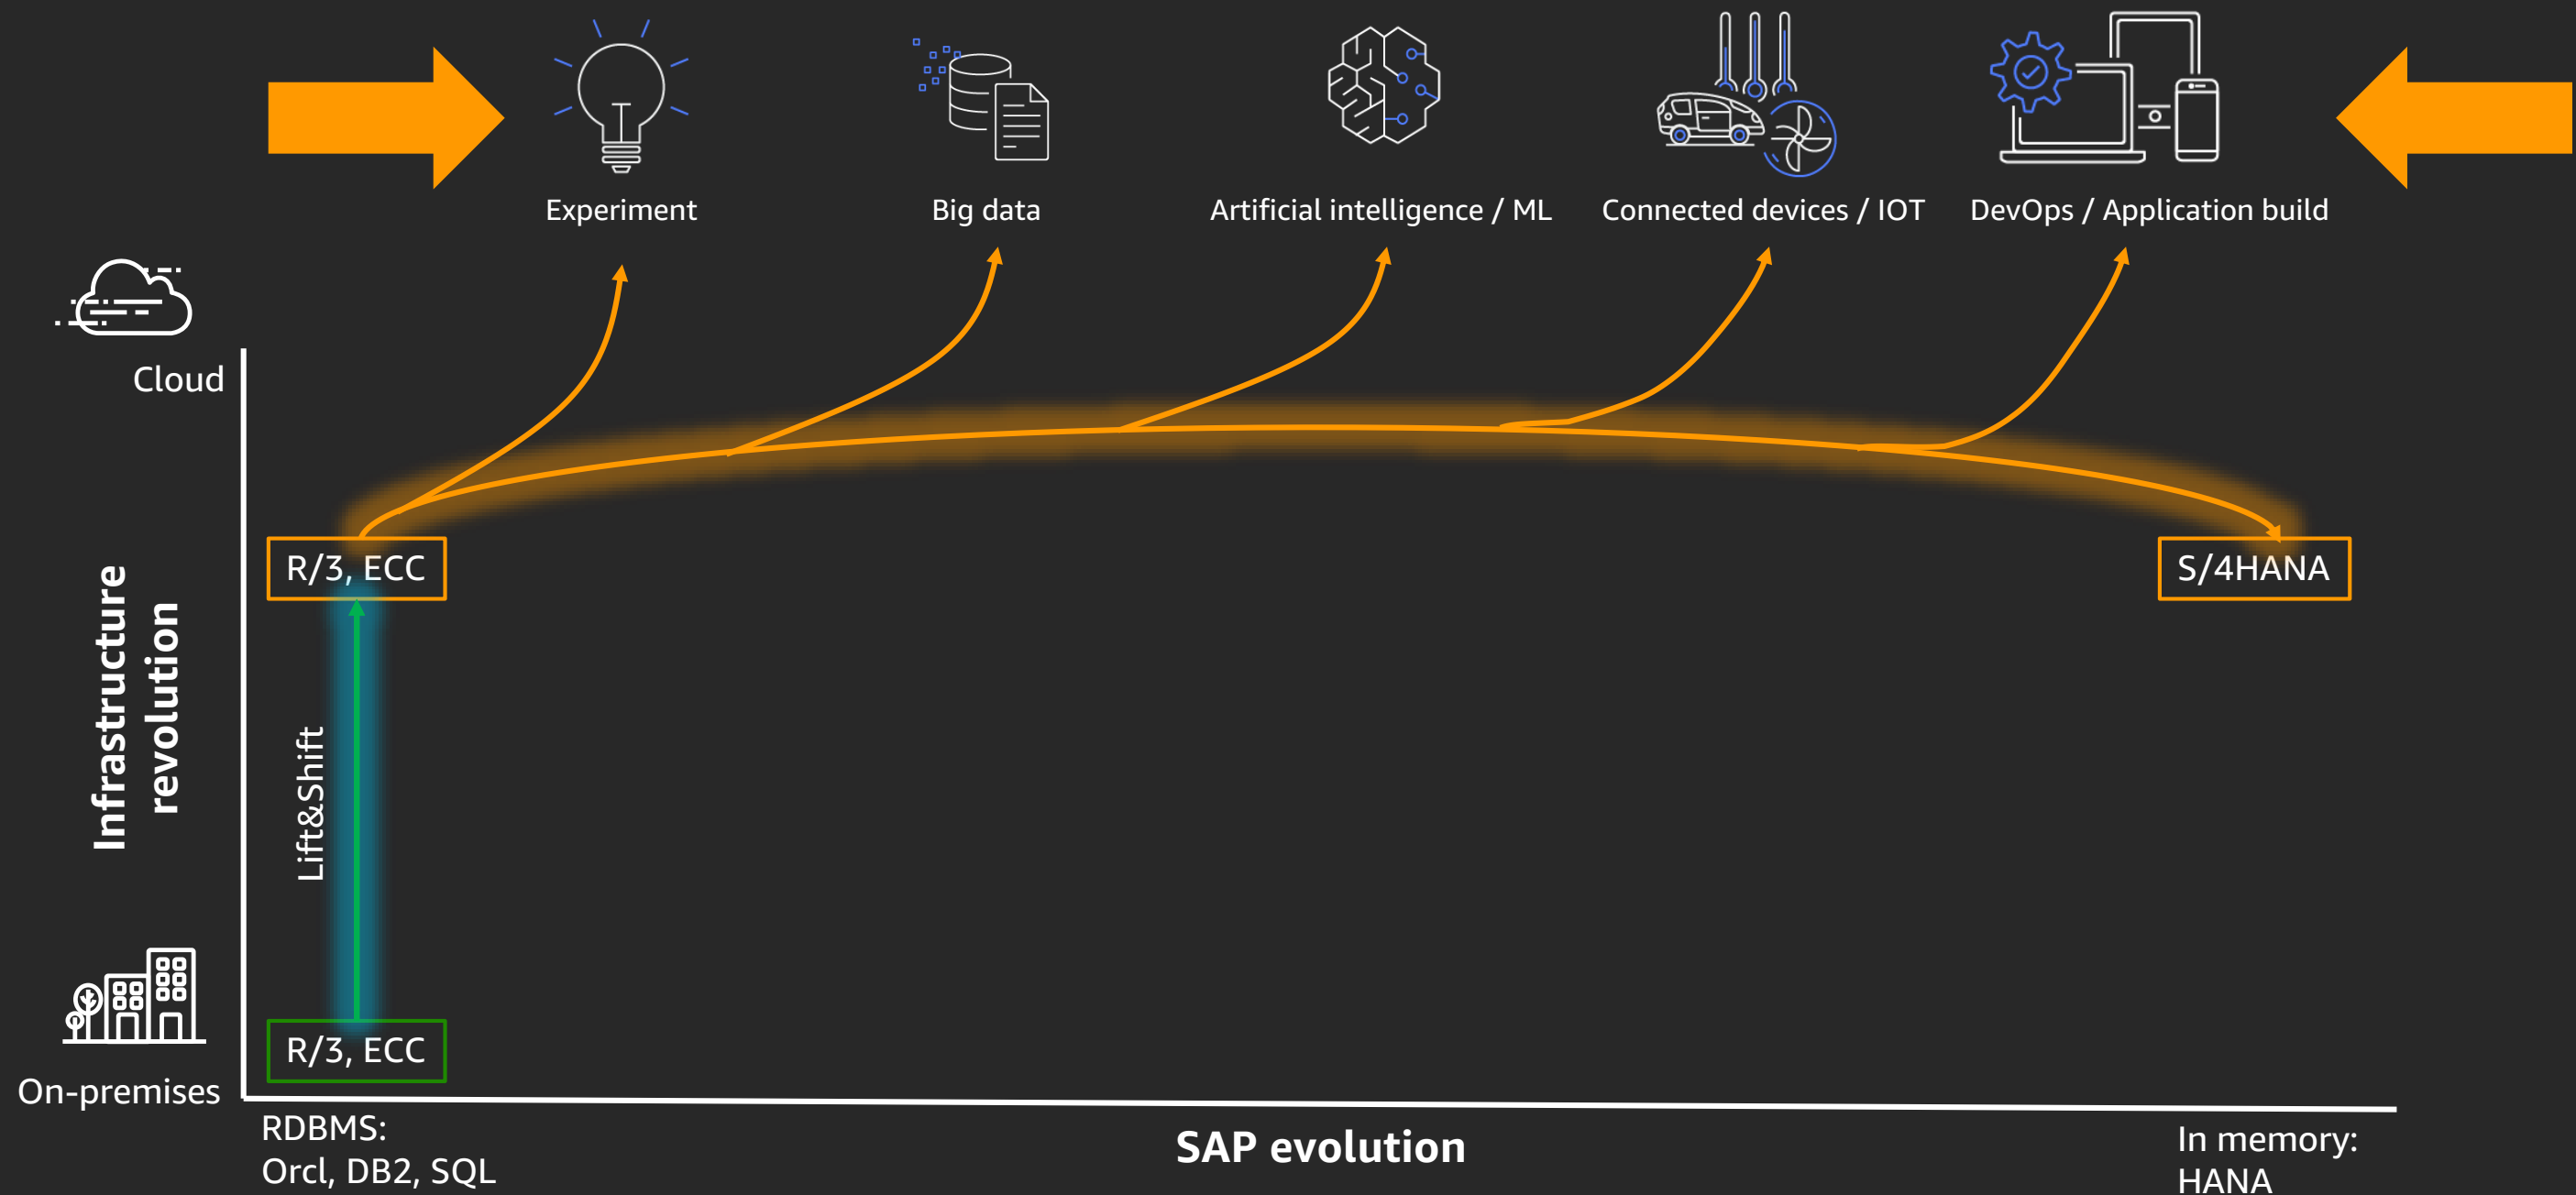 Experiment
Big data
Artificial intelligence / ML
Connected devices / IOT
DevOps / Application build
Cloud
R/3, ECC
S/4HANA
Infrastructure
revolution
Lift&Shift
R/3, ECC
On-premises
RDBMS:
Orcl, DB2, SQL
SAP evolution
In memory:
HANA